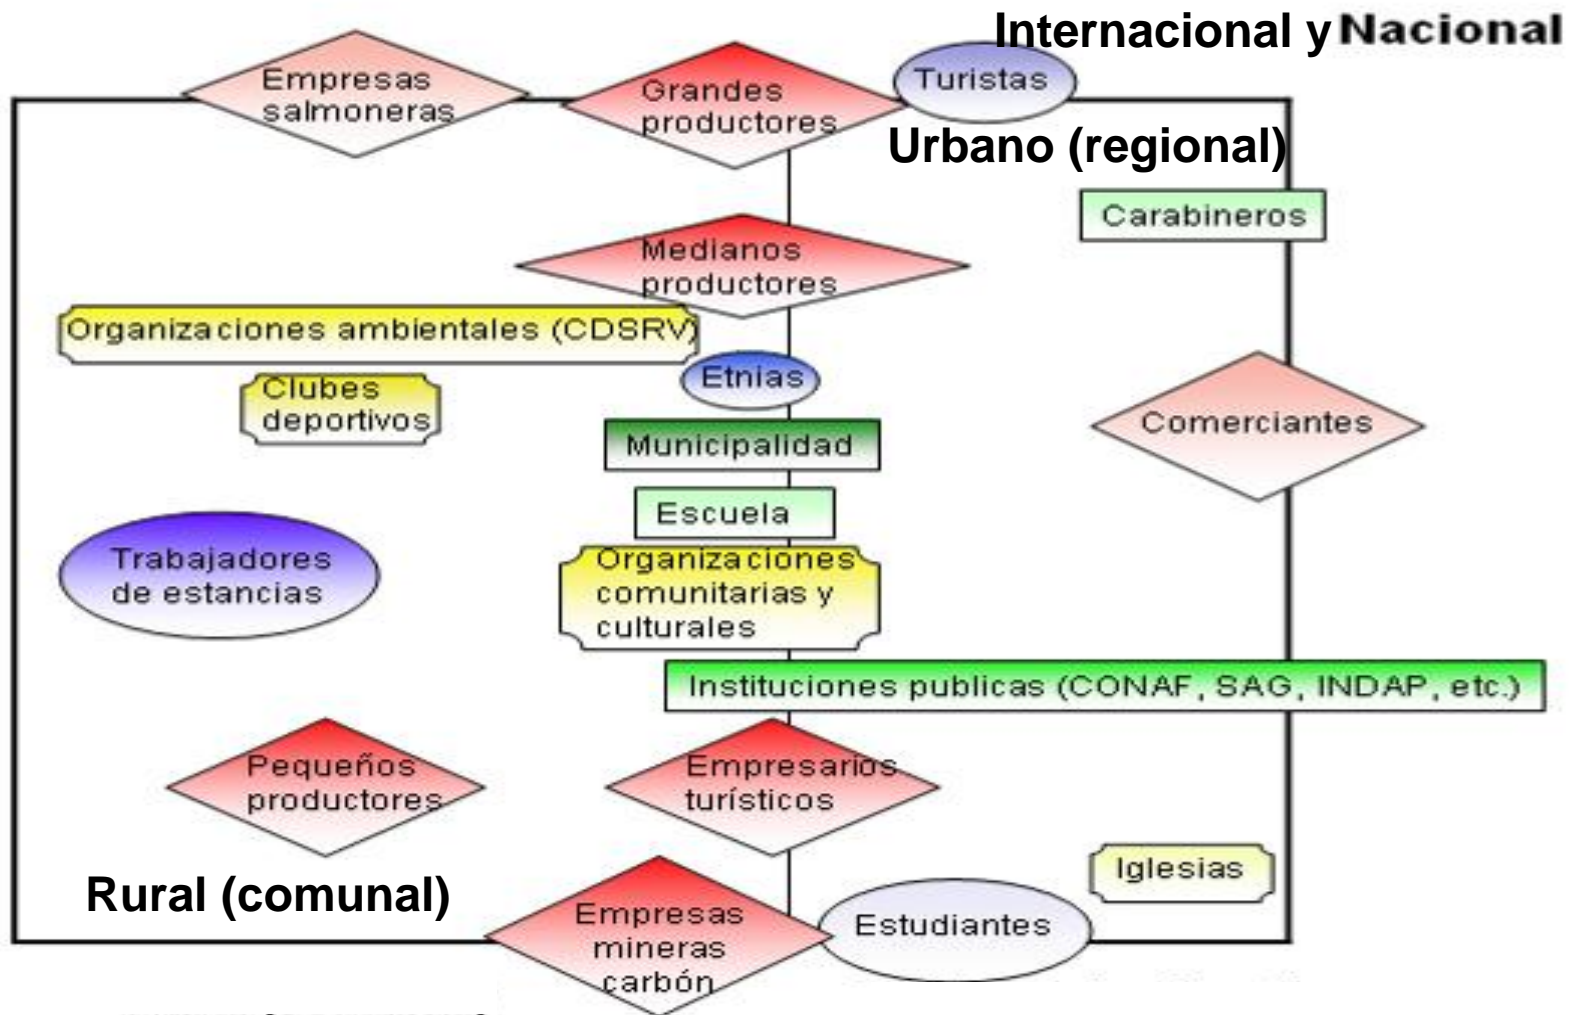 Internacional y Nacional
Empresas
salmoneras
Grandes
productores
Turistas
Urbano (regional)
Carabineros
Medianos
productores
Organizaciones ambientales (CDSRV)
Etnias
Clubes
deportivos
Comerciantes
Municipalidad
Escuela
Trabajadores
de estancias
Organizaciones
comunitarias y
culturales
Instituciones publicas (CONAF, SAG, INDAP, etc.)
Pequeños
productores
Empresarios
turísticos
Iglesias
Rural (comunal)
Empresas
mineras
carbón
Estudiantes